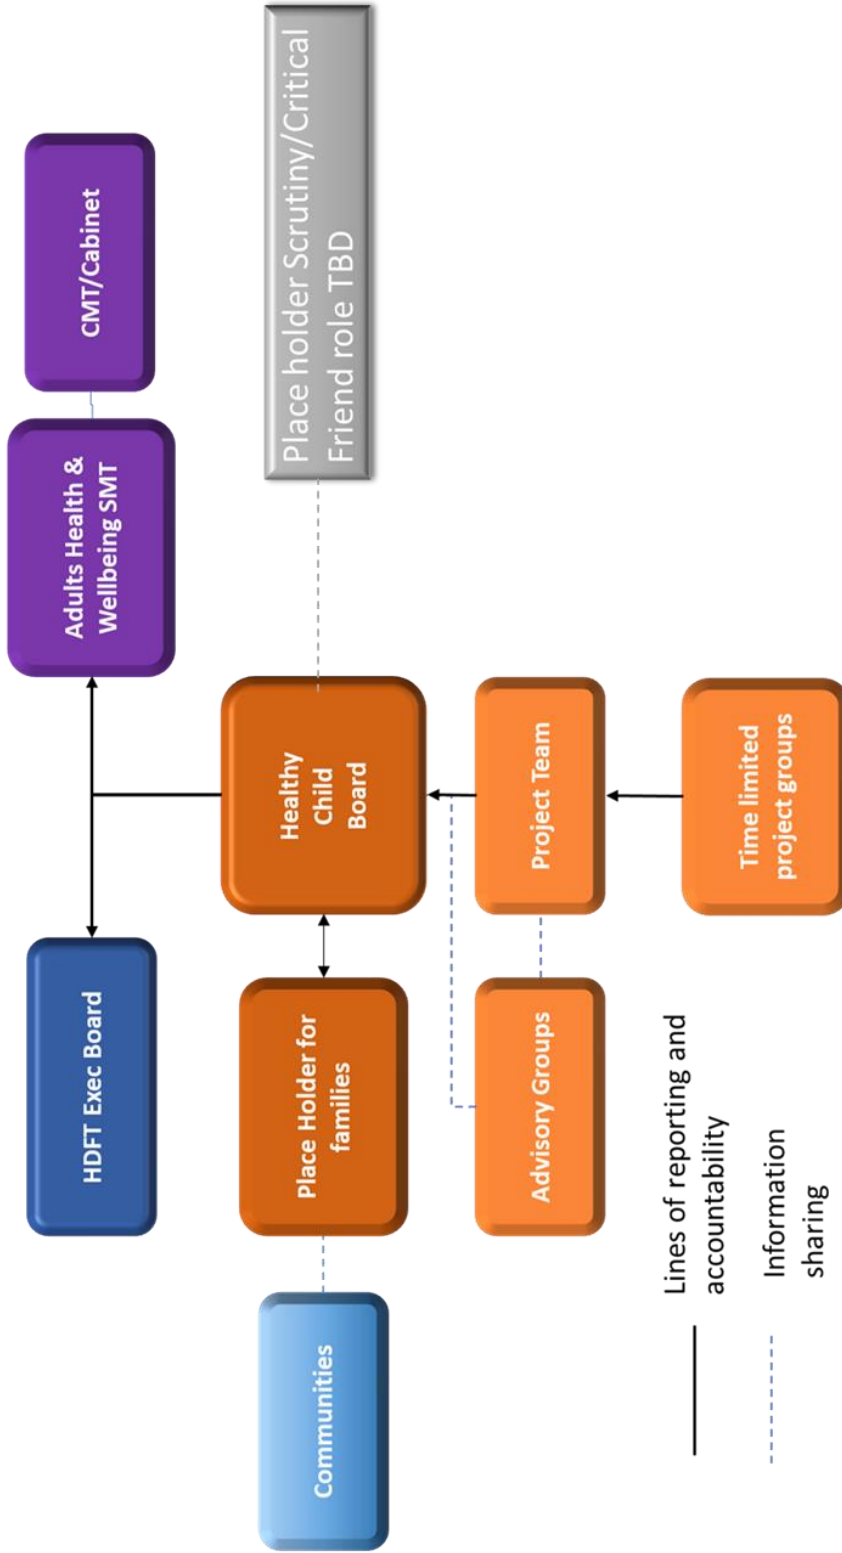 HDFT Exec Board
Adults Health &
Wellbeing SMT
CMT/Cabinet
Communities
Place Holder for
families
Healthy
Child
Board
Place holder Scrutiny/Critical
Friend role TBD
Advisory Groups
Project Team
Time limited
project groups
Lines of reporting and
accountability
Information
sharing